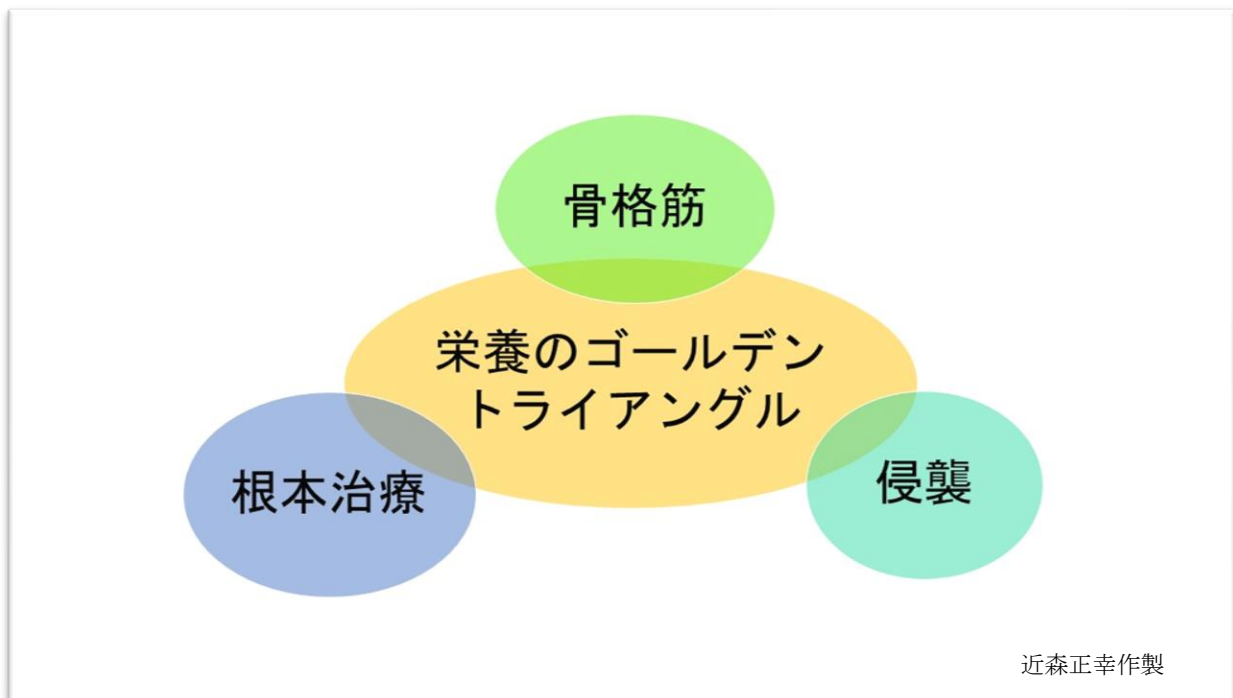 骨格筋
栄養のゴールデン
トライアングル
根本治療
侵襲
近森正幸作製